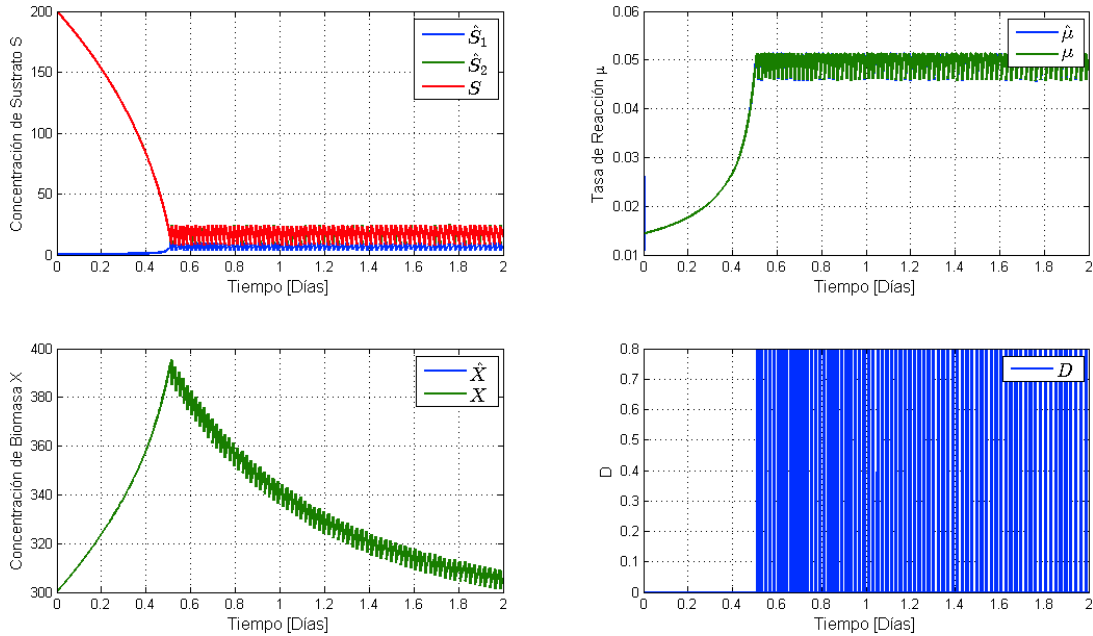 Concentración de Sustrato S
200
150
100
50
0
0 0.2 0.4 0.6 0.8 1 1.2 1.4 1.6 1.8 2
Tiempo [Días]
Ŝ₁
Ŝ₂
S
Tasa de Reacción μ
0.06
0.05
0.04
0.03
0.02
0.01
0 0.2 0.4 0.6 0.8 1 1.2 1.4 1.6 1.8 2
Tiempo [Días]
μ̂
μ
Concentración de Biomasa X
400
380
360
340
320
300
0 0.2 0.4 0.6 0.8 1 1.2 1.4 1.6 1.8 2
Tiempo [Días]
X̂
X
D
0.8
0.7
0.6
0.5
0.4
0.3
0.2
0.1
0
0 0.2 0.4 0.6 0.8 1 1.2 1.4 1.6 1.8 2
Tiempo [Días]
D